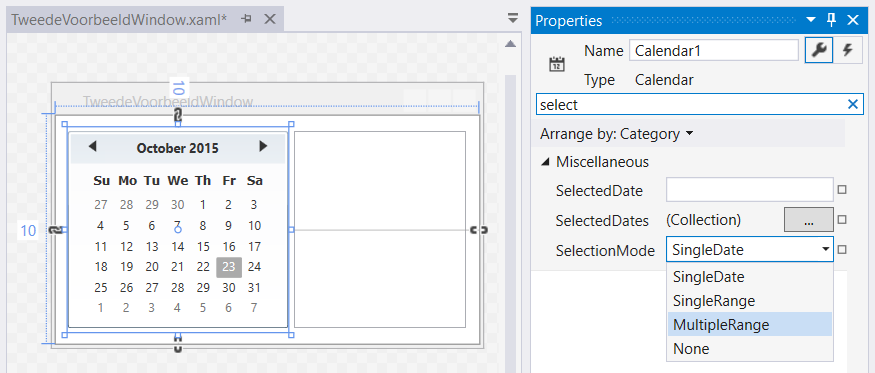 TweedeVoorbeeldWindow.xaml*
10
TweedeVoorbeeldWindow
October 2015
Su Mo Tu We Th Fr Sa
27 28 29 30 1 2 3
4 5 6 7 8 9 10
11 12 13 14 15 16 17
18 19 20 21 22 23 24
25 26 27 28 29 30 31
1 2 3 4 5 6 7
10
Properties
Name Calendar1
12
Type Calendar
select
Arrange by: Category
Miscellaneous
SelectedDate
SelectedDates (Collection) ...
SelectionMode SingleDate
SingleDate
SingleRange
MultipleRange
None